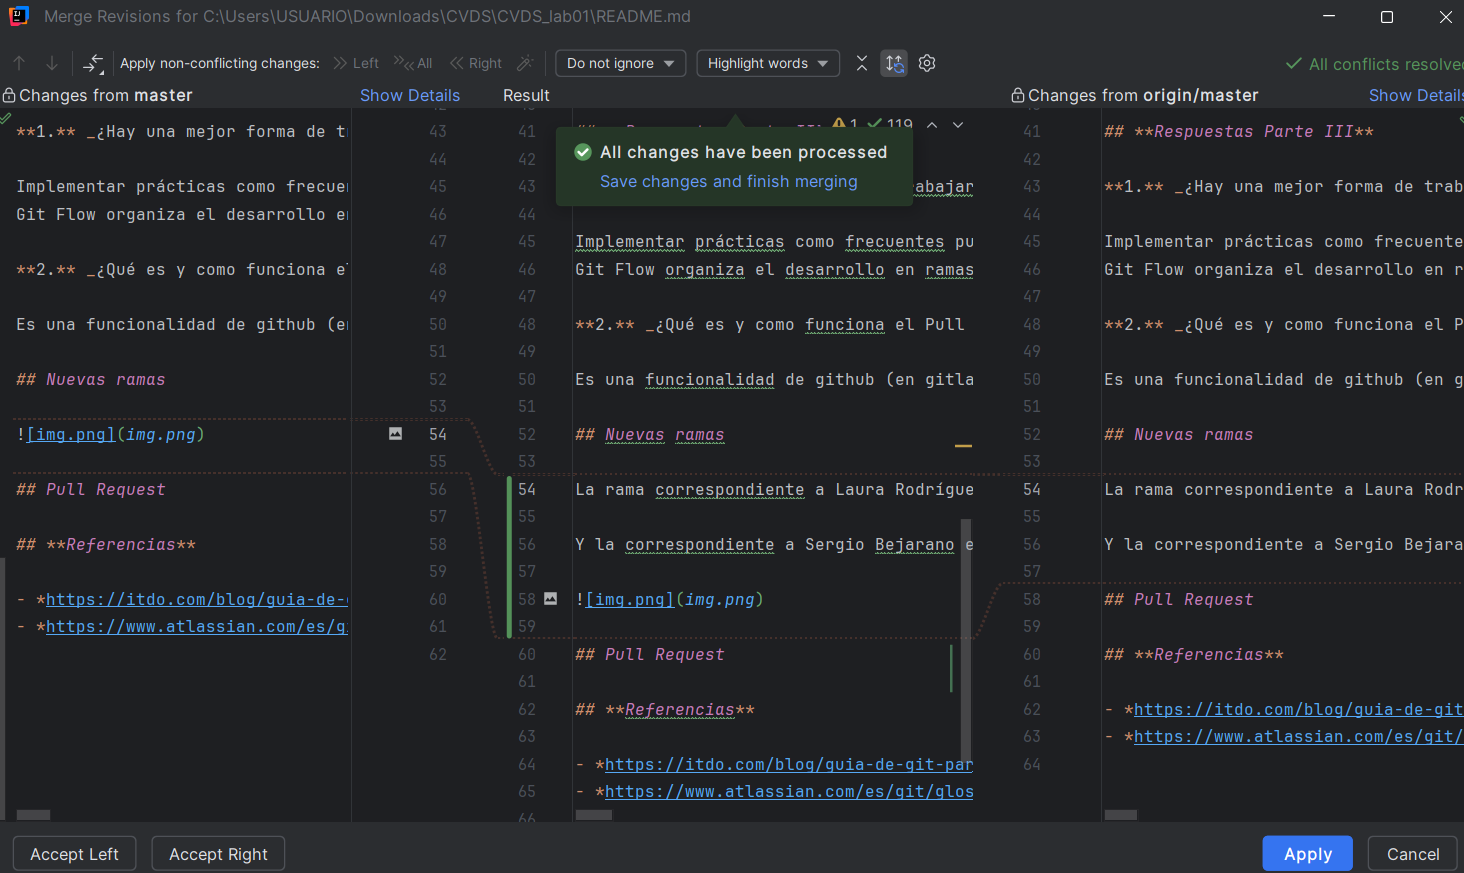 Merge Revisions for C:\Users\USUARIO\Downloads\CVDS\CVDS_lab01\README.md
Apply non-conflicting changes: Left All Right Do not ignore Highlight words All conflicts resolved
Changes from master Show Details Result Changes from origin/master Show Details
**1.** _¿Hay una mejor forma de tr
Implementar prácticas como frecuen
Git Flow organiza el desarrollo en
**2.** _¿Qué es y como funciona el
Es una funcionalidad de github (en
## Nuevas ramas
![img.png](img.png)
## Pull Request
## **Referencias**
- *https://itdo.com/blog/guia-de-
- *https://www.atlassian.com/es/gi
43
44
45
46
47
48
49
50
51
52
53
54
55
56
57
58
59
60
61
62
41
42
43
44
45
46
47
48
49
50
51
52
53
54
55
56
57
58
59
60
61
62
63
64
65
66
1 119
All changes have been processed
Save changes and finish merging
abajar
Implementar prácticas como frecuentes pu
Git Flow organiza el desarrollo en ramas
**2.** _¿Qué es y como funciona el Pull
Es una funcionalidad de github (en gitla
## Nuevas ramas
La rama correspondiente a Laura Rodrígue
Y la correspondiente a Sergio Bejarano e
![img.png](img.png)
## Pull Request
## **Referencias**
- *https://itdo.com/blog/guia-de-git-par
- *https://www.atlassian.com/es/git/glos
41
42
43
44
45
46
47
48
49
50
51
52
53
54
55
56
57
58
59
60
61
62
63
64
## **Respuestas Parte III**
**1.** _¿Hay una mejor forma de trab
Implementar prácticas como frecuente
Git Flow organiza el desarrollo en r
**2.** _¿Qué es y como funciona el P
Es una funcionalidad de github (en g
## Nuevas ramas
La rama correspondiente a Laura Rodr
Y la correspondiente a Sergio Bejara
## Pull Request
## **Referencias**
- *https://itdo.com/blog/guia-de-git
- *https://www.atlassian.com/es/git/
Accept Left Accept Right Apply Cancel